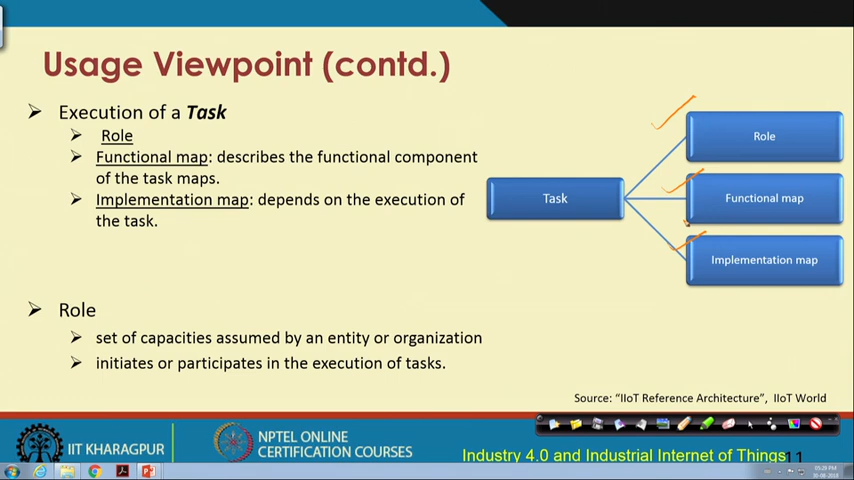 Usage Viewpoint (contd.)
Execution of a Task
Role
Functional map: describes the functional component
of the task maps.
Implementation map: depends on the execution of
the task.
Task
Role
Functional map
Implementation map
Role
set of capacities assumed by an entity or organization
initiates or participates in the execution of tasks.
Source: "IIoT Reference Architecture", IIoT World
IIT KHARAGPUR
NPTEL ONLINE
CERTIFICATION COURSES
Industry 4.0 and Industrial Internet of Things
11